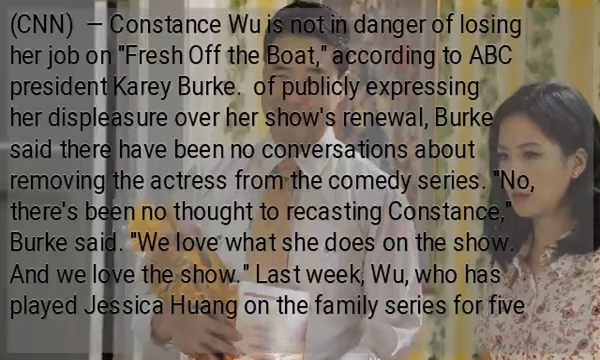 (CNN) — Constance Wu is not in danger of losing
her job on "Fresh Off the Boat," according to ABC
president Karey Burke.  of publicly expressing
her displeasure over her show's renewal, Burke
said there have been no conversations about
removing the actress from the comedy series. "No,
there's been no thought to recasting Constance,"
Burke said. "We love what she does on the show.
And we love the show." Last week, Wu, who has
played Jessica Huang on the family series for five